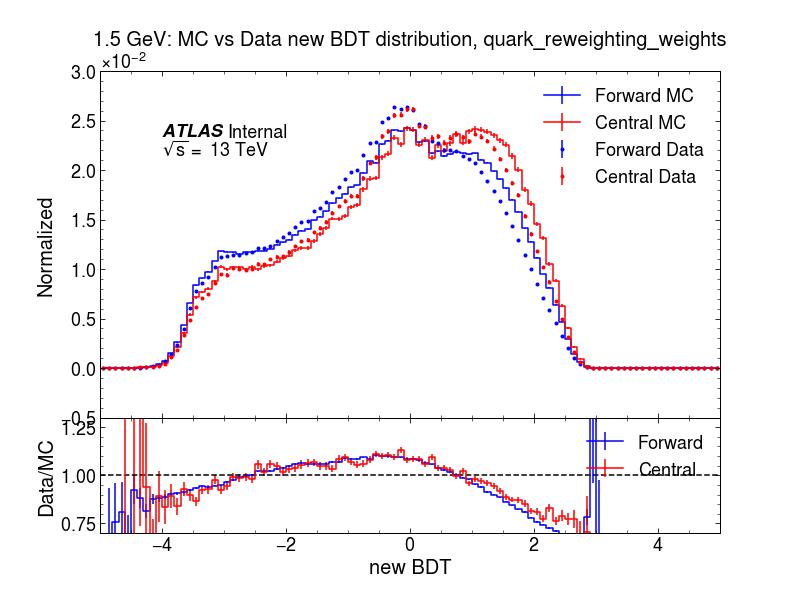 1.5 GeV: MC vs Data new BDT distribution, quark_reweighting_weights
×10⁻²
3.0
2.5
2.0
1.5
1.0
0.5
0.0
0.5
Normalized
ATLAS Internal
√s = 13 TeV
Forward MC
Central MC
Forward Data
Central Data
1.25
1.00
0.75
Data/MC
Forward
Central
−4
−2
0
2
4
new BDT